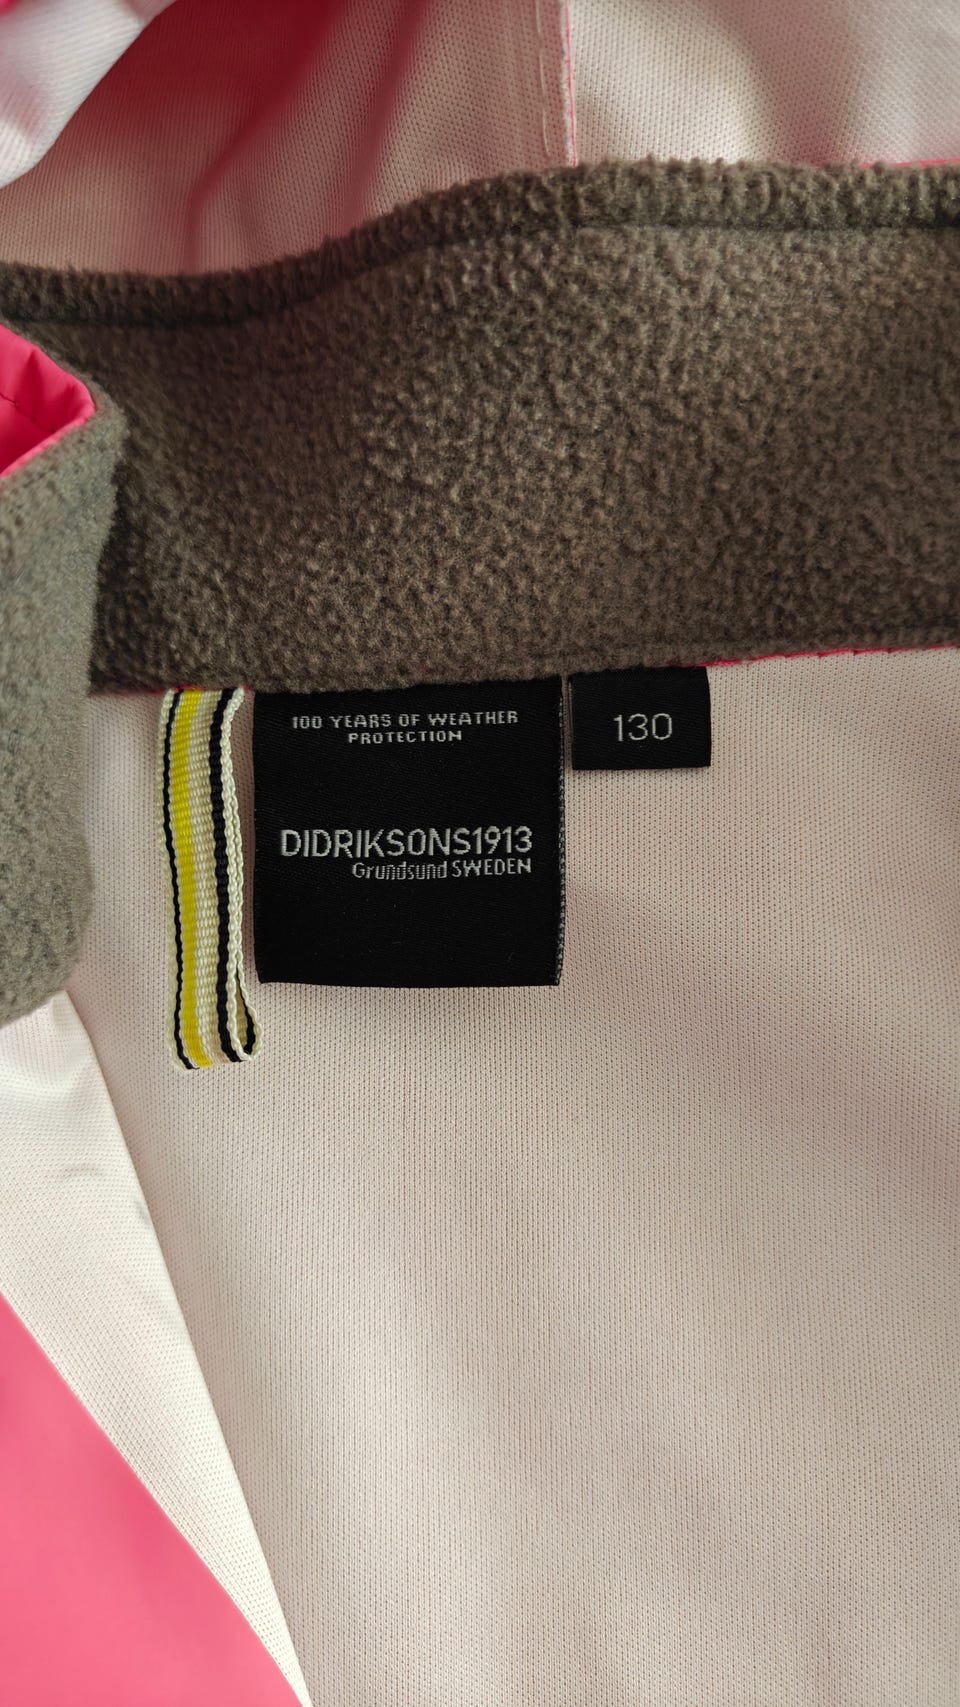 100 YEARS OF WEATHER
PROTECTION
130
DIDRIKSONS1913
Grundsund SWEDEN